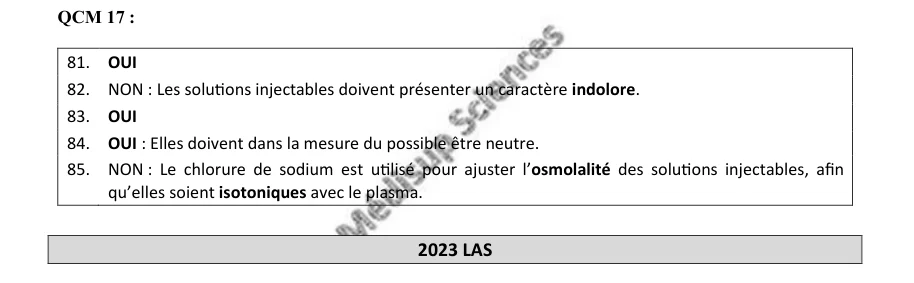 QCM 17 :
81. OUI
82. NON : Les solutions injectables doivent présenter un caractère indolore.
83. OUI
84. OUI : Elles doivent dans la mesure du possible être neutre.
85. NON : Le chlorure de sodium est utilisé pour ajuster l’osmolalité des solutions injectables, afin
qu’elles soient isotoniques avec le plasma.
Medisup Sciences
2023 LAS